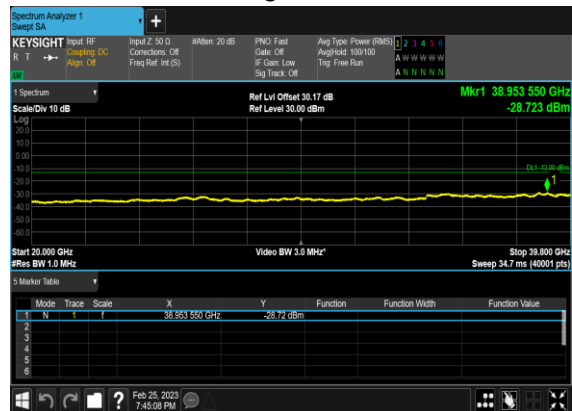 Spectrum Analyzer 1
Swept SA
KEYSIGHT Input: RF Input Z: 50 Ω #Atten: 20 dB PNO: Fast Avg Type: Power (RMS) 1 2 3 4 5 6
R T Coupling: DC Corrections: Off Gate: Off Avg|Hold: 100/100 A W W W W W
Align: Off Freq Ref: Int (S) IF Gain: Low Trig: Free Run
Sig Track: Off A N N N N N
LXI
1 Spectrum Ref Lvl Offset 30.17 dB Mkr1 38.953 550 GHz
Scale/Div 10 dB Ref Level 30.00 dBm -28.723 dBm
Log
20.0
10.0
0.00
-10.0
DL1 -13.00 dBm
-20.0
1
-30.0
-40.0
-50.0
-60.0
Start 20.000 GHz Video BW 3.0 MHz* Stop 39.800 GHz
#Res BW 1.0 MHz Sweep 34.7 ms (40001 pts)
5 Marker Table
Mode Trace Scale X Y Function Function Width Function Value
1 N 1 f 38.953 550 GHz -28.72 dBm
2
3
4
5
6
? Feb 25, 2023
7:45:08 PM